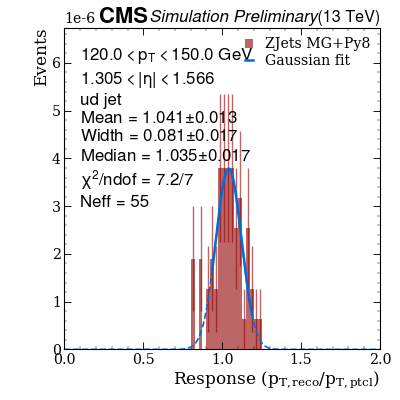 1e-6 CMS Simulation Preliminary (13 TeV)
Events
120.0 < pT < 150.0 GeV
ZJets MG+Py8
Gaussian fit
1.305 < |η| < 1.566
ud jet
Mean = 1.041±0.013
Width = 0.081±0.017
Median = 1.035±0.017
χ²/ndof = 7.2/7
Neff = 55
6
5
4
3
2
1
0
0.0 0.5 1.0 1.5 2.0
Response (pT,reco/pT,ptcl)